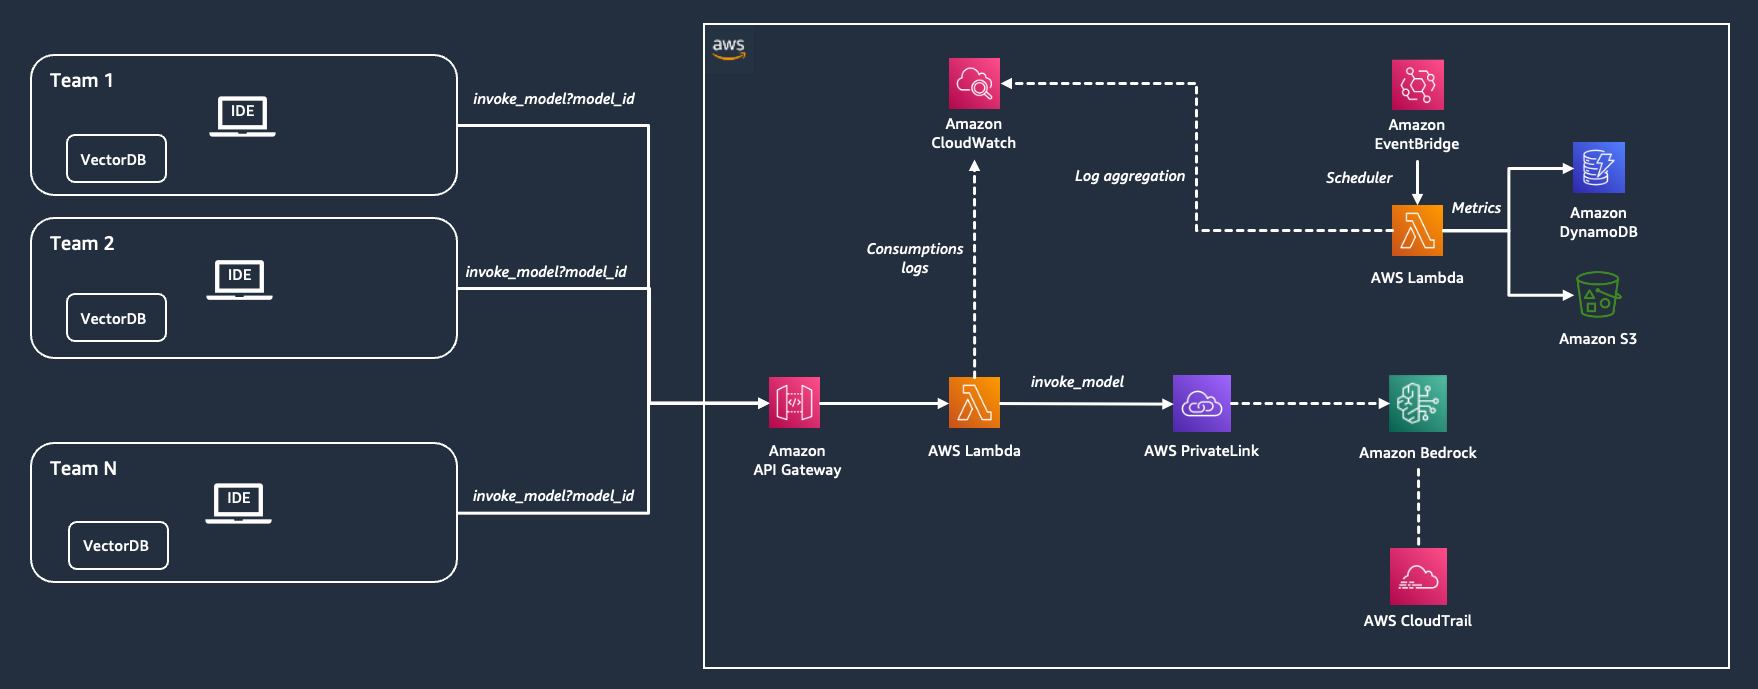 Team 1
IDE
VectorDB
invoke_model?model_id
Team 2
IDE
VectorDB
invoke_model?model_id
Team N
IDE
VectorDB
invoke_model?model_id
aws
Amazon
CloudWatch
Log aggregation
Consumptions
logs
Amazon
EventBridge
Scheduler
Metrics
AWS Lambda
Amazon
DynamoDB
Amazon S3
Amazon
API Gateway
AWS Lambda
invoke_model
AWS PrivateLink
Amazon Bedrock
AWS CloudTrail